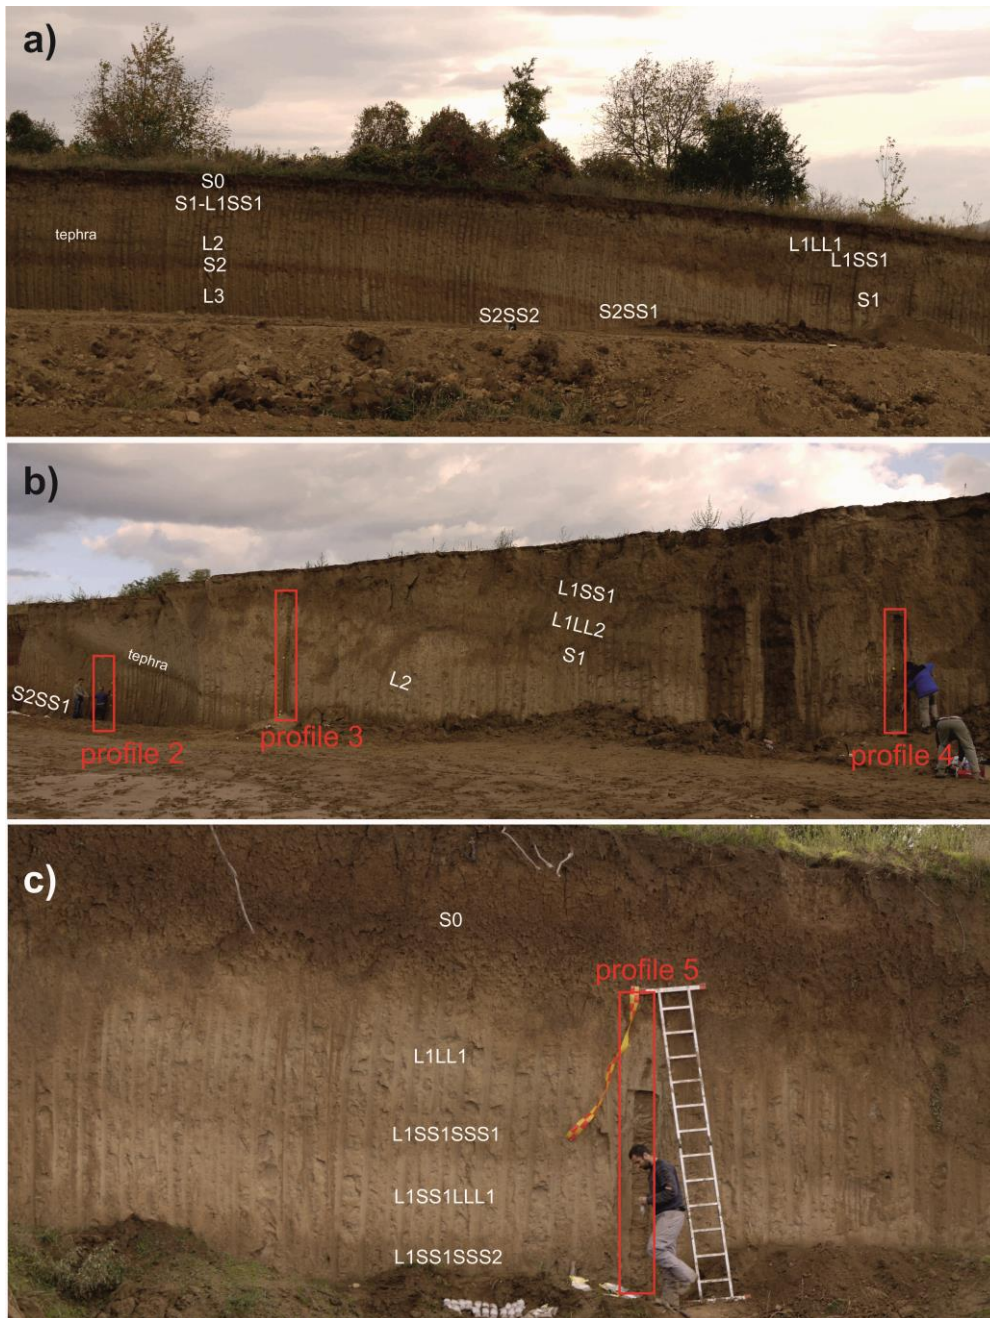 a)
S0
S1-L1SS1
tephra
L2
S2
L3
L1LL1
L1SS1
S1
S2SS2
S2SS1
b)
L1SS1
L1LL2
S1
tephra
L2
S2SS1
profile 2
profile 3
profile 4
c)
S0
profile 5
L1LL1
L1SS1SSS1
L1SS1LLL1
L1SS1SSS2